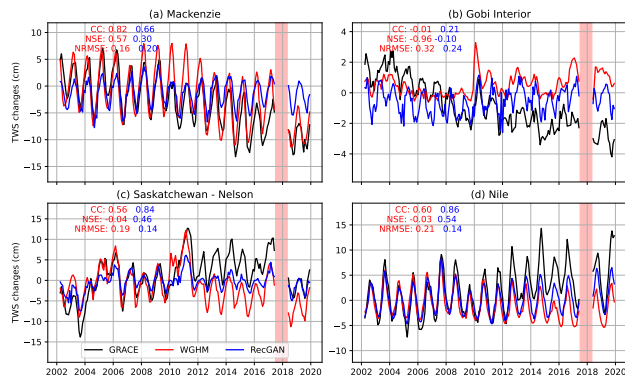 (a) Mackenzie
CC: 0.82 0.66
NSE: 0.57 0.30
NRMSE: 0.16 0.20
TWS changes (cm)
10
5
0
−5
−10
−15
(b) Gobi Interior
CC: -0.01 0.21
NSE: -0.96 -0.10
NRMSE: 0.32 0.24
4
2
0
−2
−4
(c) Saskatchewan - Nelson
CC: 0.56 0.84
NSE: -0.04 0.46
NRMSE: 0.19 0.14
TWS changes (cm)
15
10
5
0
−5
−10
−15
GRACE WGHM RecGAN
2002 2004 2006 2008 2010 2012 2014 2016 2018 2020
(d) Nile
CC: 0.60 0.86
NSE: -0.03 0.54
NRMSE: 0.21 0.14
15
10
5
0
−5
−10
2002 2004 2006 2008 2010 2012 2014 2016 2018 2020